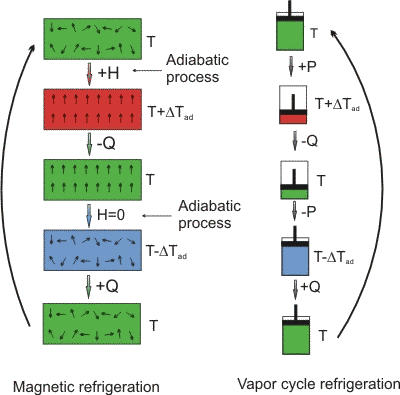 T
+H
Adiabatic
process
T+ΔTad
-Q
T
H=0
Adiabatic
process
T-ΔTad
+Q
T
Magnetic refrigeration
T
+P
T+ΔTad
-Q
T
-P
T-ΔTad
+Q
T
Vapor cycle refrigeration